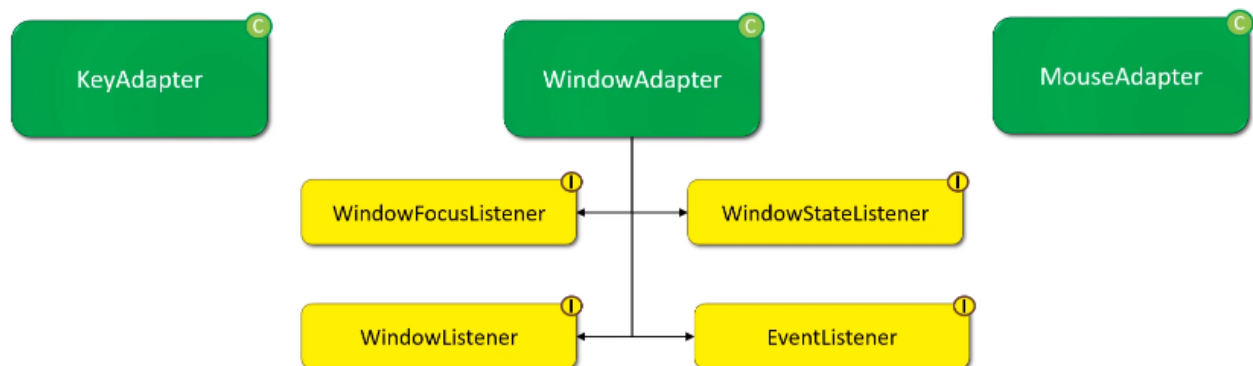 C
C
C
KeyAdapter
WindowAdapter
MouseAdapter
I
I
WindowFocusListener
WindowStateListener
I
I
WindowListener
EventListener